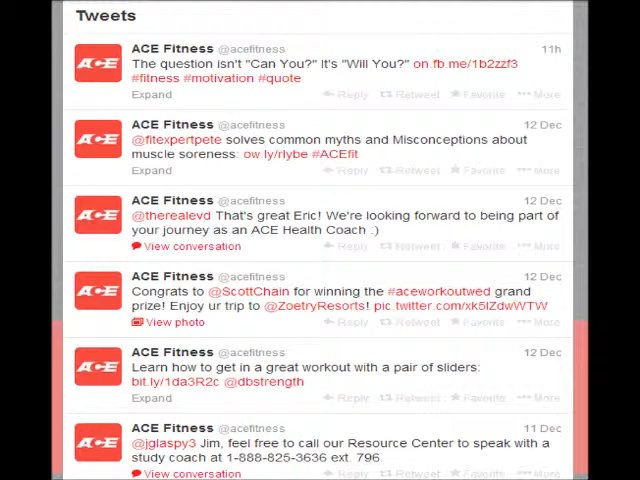 Tweets
ACE Fitness @acefitness 11h
ACE
The question isn't "Can You?" It's "Will You?" on.fb.me/1b2zzf3
#fitness #motivation #quote
Expand Reply Retweet Favorite More
ACE Fitness @acefitness 12 Dec
ACE
@fitexpertpete solves common myths and Misconceptions about
muscle soreness: ow.ly/rlybe #ACEfit
Expand Reply Retweet Favorite More
ACE Fitness @acefitness 12 Dec
ACE
@therealevd That's great Eric! We're looking forward to being part of
your journey as an ACE Health Coach :)
View conversation Reply Retweet Favorite More
ACE Fitness @acefitness 12 Dec
ACE
Congrats to @ScottChain for winning the #aceworkoutwed grand
prize! Enjoy ur trip to @ZoetryResorts! pic.twitter.com/xk5lZdwWTW
View photo Reply Retweet Favorite More
ACE Fitness @acefitness 12 Dec
ACE
Learn how to get in a great workout with a pair of sliders:
bit.ly/1da3R2c @dbstrength
Expand Reply Retweet Favorite More
ACE Fitness @acefitness 11 Dec
ACE
@jglaspy3 Jim, feel free to call our Resource Center to speak with a
study coach at 1-888-825-3636 ext. 796.
View conversation Reply Retweet Favorite More